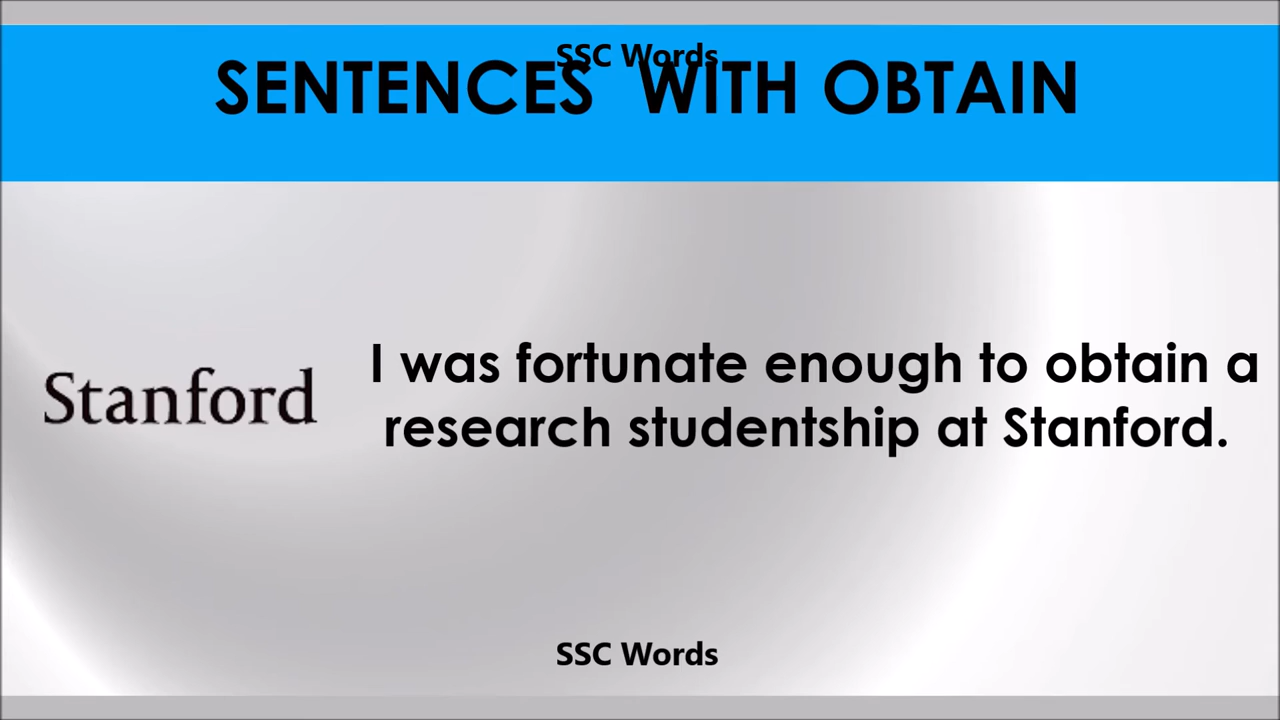 SSC Words
SENTENCES WITH OBTAIN
Stanford
I was fortunate enough to obtain a
research studentship at Stanford.
SSC Words